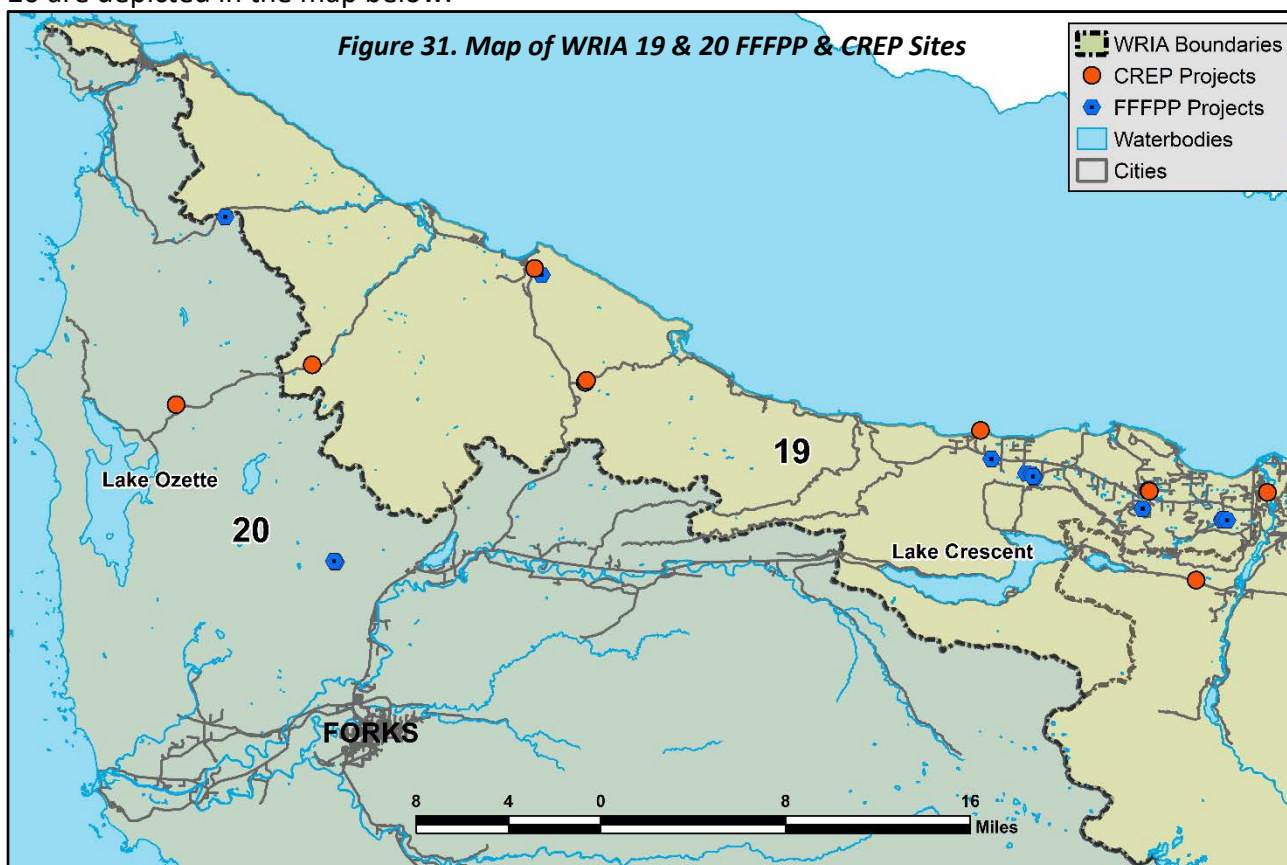 20 are depicted in the map below.
Figure 31. Map of WRIA 19 & 20 FFFPP & CREP Sites
WRIA Boundaries
CREP Projects
FFFPP Projects
Waterbodies
Cities
19
Lake Ozette
20
Lake Crescent
FORKS
8 4 0 8 16
Miles